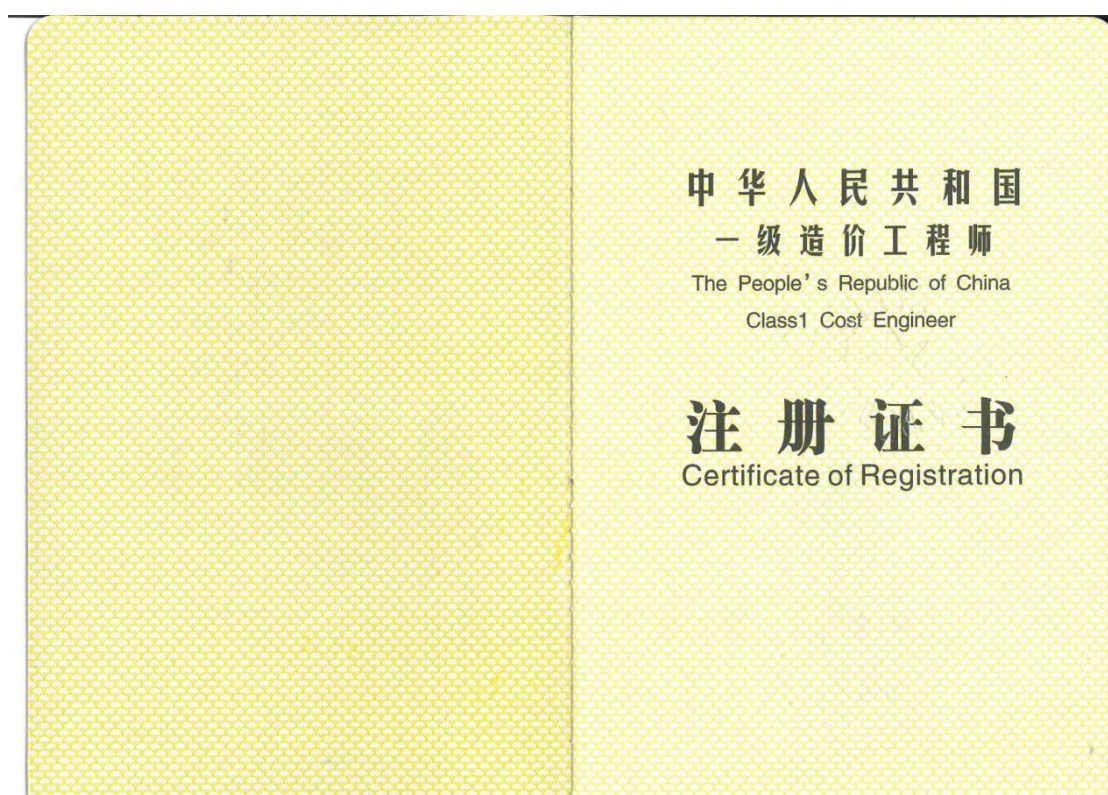 中华人民共和国
一级造价工程师
The People's Republic of China
Class1 Cost Engineer
注册证书
Certificate of Registration